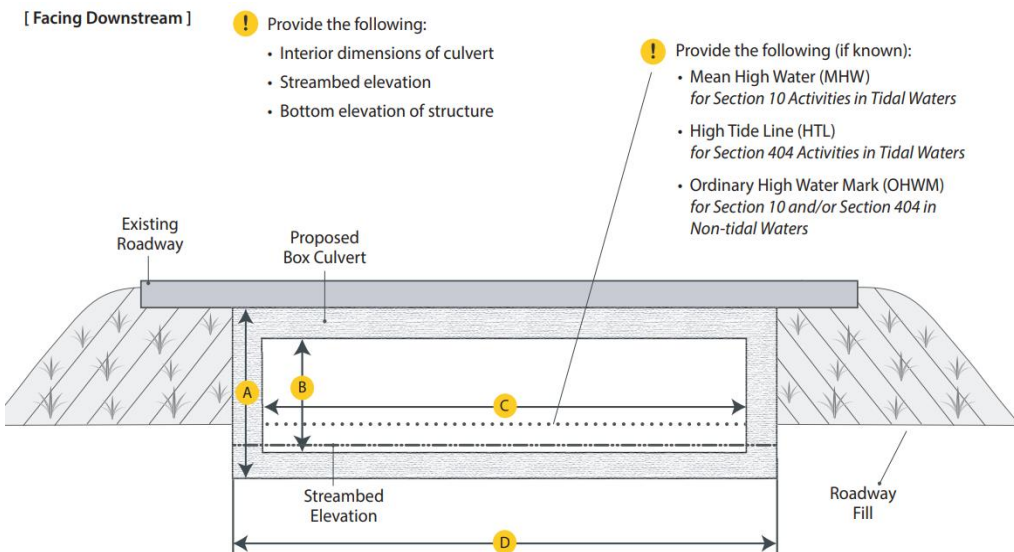 [ Facing Downstream ]
! Provide the following:
• Interior dimensions of culvert
• Streambed elevation
• Bottom elevation of structure
! Provide the following (if known):
• Mean High Water (MHW)
for Section 10 Activities in Tidal Waters
• High Tide Line (HTL)
for Section 404 Activities in Tidal Waters
• Ordinary High Water Mark (OHWM)
for Section 10 and/or Section 404 in
Non-tidal Waters
Existing
Roadway
Proposed
Box Culvert
A
B
C
Streambed
Elevation
Roadway
Fill
D